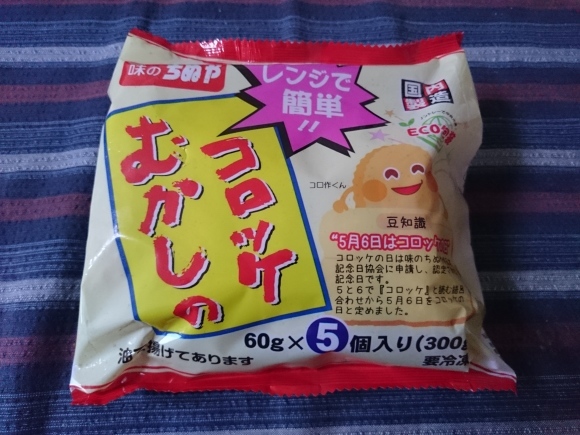 味のちぬや
レンジで
簡単
!!
国内
製造
ECO
むかしの
コロッケ
コロ作くん
豆知識
“5月6日はコロッケ
コロッケの日は味のちぬ
記念日協会に申請し、認定
記念日です。
5と6で『コロッケ』と
合わせから5月6日をコロッケの
日と定めました。
60g×5個入り(300g
油 揚げてあります
要冷凍